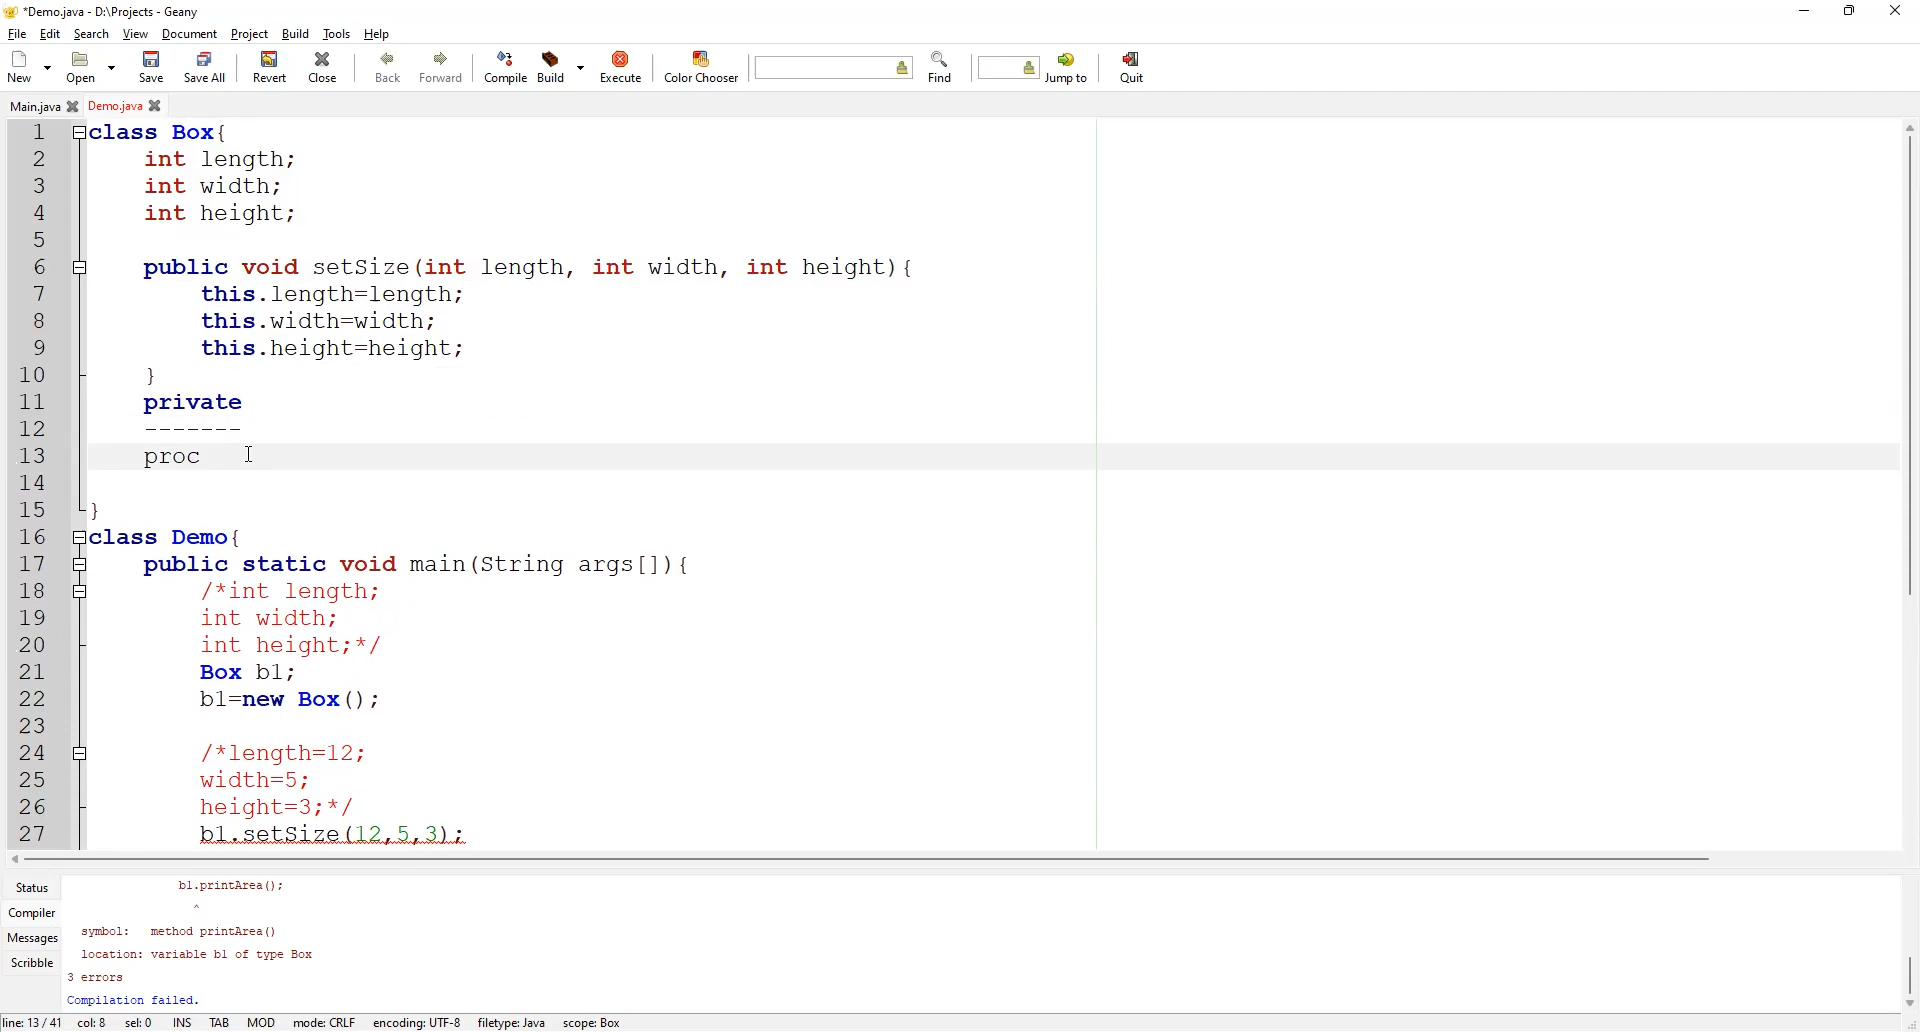 *Demo.java - D:\Projects - Geany
File Edit Search View Document Project Build Tools Help
New Open Save Save All Revert Close Back Forward Compile Build Execute Color Chooser Find Jump to Quit
Main.java Demo.java
1 class Box{
2 int length;
3 int width;
4 int height;
5
6 public void setSize(int length, int width, int height){
7 this.length=length;
8 this.width=width;
9 this.height=height;
10 }
11 private
12 -------
13 proc
14
15 }
16 class Demo{
17 public static void main(String args[]){
18 /*int length;
19 int width;
20 int height;*/
21 Box b1;
22 b1=new Box();
23
24 /*length=12;
25 width=5;
26 height=3;*/
27 b1.setSize(12,5,3);
Status
Compiler
Messages
Scribble
b1.printArea();
^
symbol: method printArea()
location: variable b1 of type Box
3 errors
Compilation failed.
line: 13 / 41 col: 8 sel: 0 INS TAB MOD mode: CRLF encoding: UTF-8 filetype: Java scope: Box